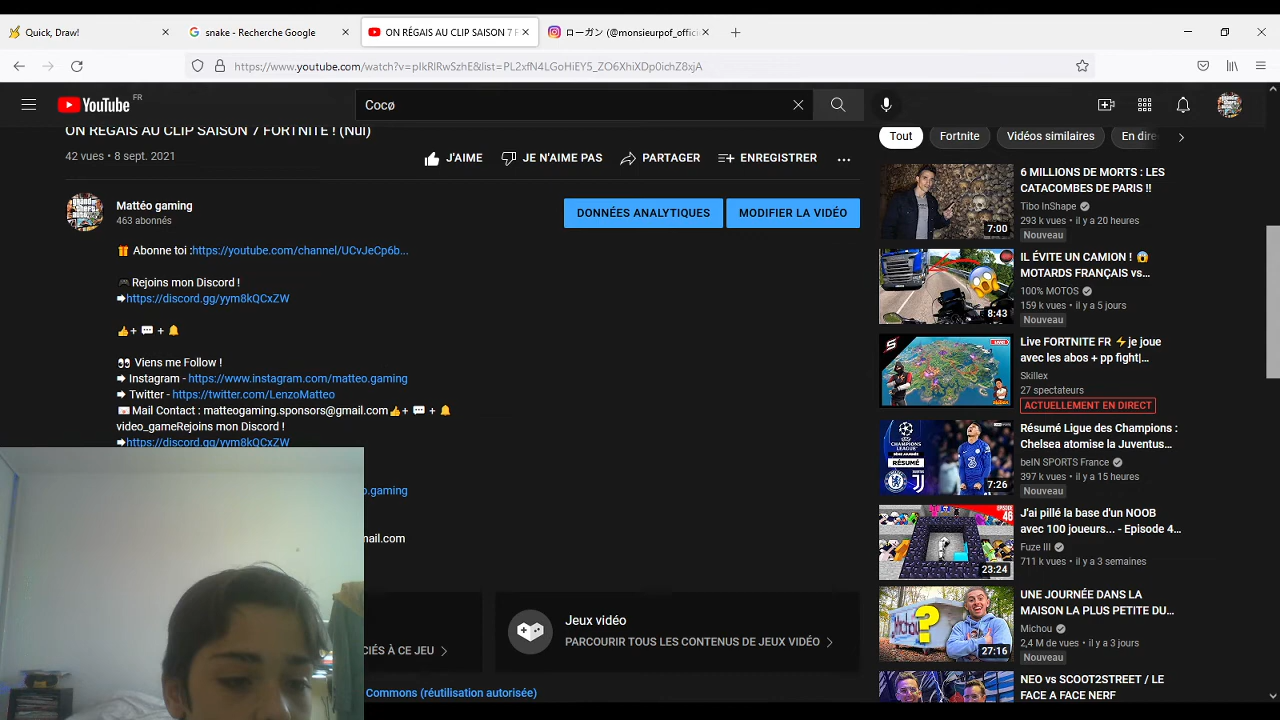 Quick, Draw!
snake - Recherche Google
ON RÉGAIS AU CLIP SAISON 7 F
ローガン (@monsieurpof_offici
https://www.youtube.com/watch?v=pIkRlRwSzhE&list=PL2xfN4LGoHiEY5_ZO6XhiXDp0ichZ8xjA
YouTube FR
Cocø
ON RÉGAIS AU CLIP SAISON 7 FORTNITE ! (Nul)
42 vues • 8 sept. 2021
J'AIME
JE N'AIME PAS
PARTAGER
ENREGISTRER
Mattéo gaming
463 abonnés
DONNÉES ANALYTIQUES
MODIFIER LA VIDÉO
🎁 Abonne toi :https://youtube.com/channel/UCvJeCp6b...
🎮Rejoins mon Discord !
➡https://discord.gg/yym8kQCxZW
👍+ 💬 + 🔔
👀 Viens me Follow !
➡ Instagram - https://www.instagram.com/matteo.gaming
➡ Twitter - https://twitter.com/LenzoMatteo
📧Mail Contact : matteogaming.sponsors@gmail.com👍+ 💬 + 🔔
video_gameRejoins mon Discord !
➡https://discord.gg/yym8kQCxZW
o.gaming
mail.com
CIÉS À CE JEU
Jeux vidéo
PARCOURIR TOUS LES CONTENUS DE JEUX VIDÉO
Commons (réutilisation autorisée)
Tout
Fortnite
Vidéos similaires
En dire
6 MILLIONS DE MORTS : LES
CATACOMBES DE PARIS !!
Tibo InShape
293 k vues • il y a 20 heures
Nouveau
7:00
IL ÉVITE UN CAMION ! 😱
MOTARDS FRANÇAIS vs...
100% MOTOS
159 k vues • il y a 5 jours
Nouveau
8:43
Live FORTNITE FR ⚡je joue
avec les abos + pp fight|...
Skillex
27 spectateurs
ACTUELLEMENT EN DIRECT
Résumé Ligue des Champions :
Chelsea atomise la Juventus...
beIN SPORTS France
397 k vues • il y a 15 heures
Nouveau
CHAMPIONS
LEAGUE
RÉSUMÉ
7:26
J'ai pillé la base d'un NOOB
avec 100 joueurs... - Episode 4...
Fuze III
711 k vues • il y a 3 semaines
EPISODE
46
23:24
UNE JOURNÉE DANS LA
MAISON LA PLUS PETITE DU...
Michou
2,4 M de vues • il y a 3 jours
Nouveau
Michou
?
27:16
NEO vs SCOOT2STREET / LE
FACE A FACE NERF